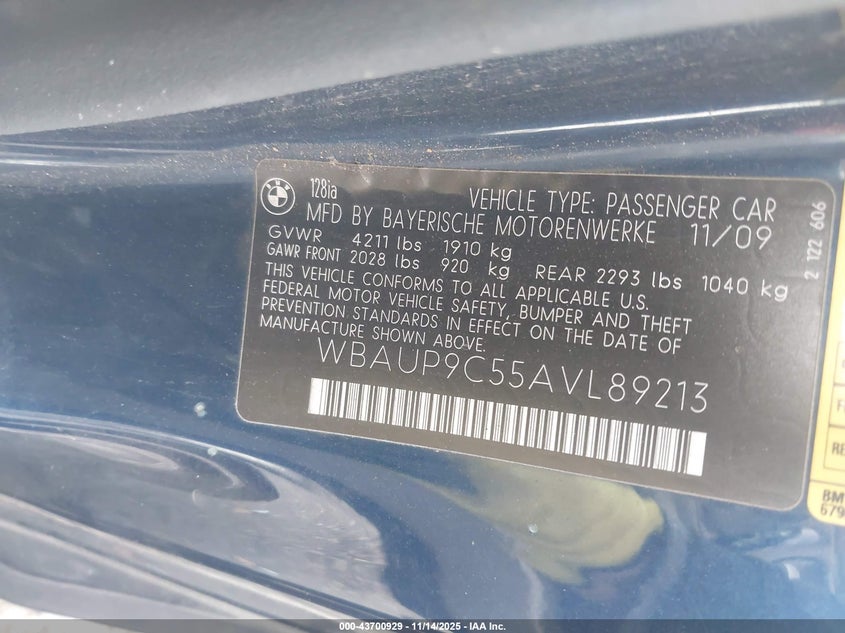 128ia
VEHICLE TYPE: PASSENGER CAR
MFD BY BAYERISCHE MOTORENWERKE 11/09
GVWR 4211 lbs 1910 kg
GAWR FRONT 2028 lbs 920 kg REAR 2293 lbs 1040 kg
THIS VEHICLE CONFORMS TO ALL APPLICABLE U.S.
FEDERAL MOTOR VEHICLE SAFETY, BUMPER AND THEFT
PREVENTION STANDARDS IN EFFECT ON THE DATE OF
MANUFACTURE SHOWN ABOVE.
WBAUP9C55AVL89213
2 122 606
RE
BM
679
000-43700929 - 11/14/2025 - IAA Inc.